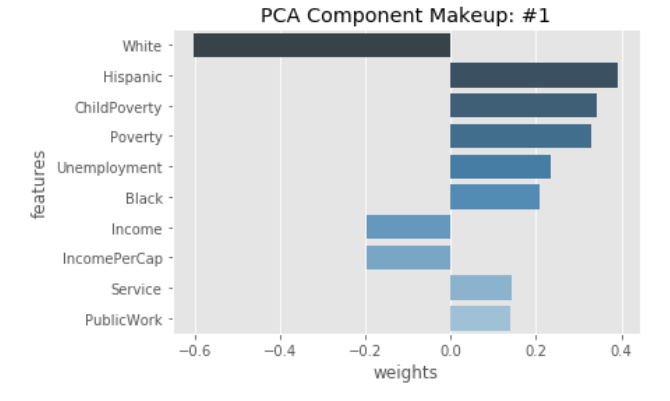 PCA Component Makeup: #1
White
Hispanic
ChildPoverty
Poverty
Unemployment
Black
Income
IncomePerCap
Service
PublicWork
features
−0.6 −0.4 −0.2 0.0 0.2 0.4
weights